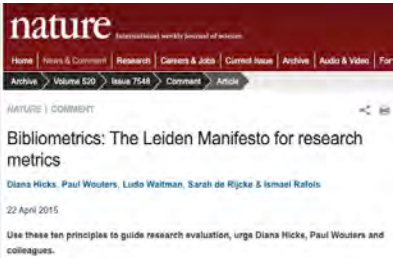 nature International weekly journal of science
Home News & Comment Research Careers & Jobs Current Issue Archive Audio & Video For
Archive Volume 520 Issue 7548 Comment Article
NATURE | COMMENT
Bibliometrics: The Leiden Manifesto for research
metrics
Diana Hicks, Paul Wouters, Ludo Waltman, Sarah de Rijcke & Ismael Rafols
22 April 2015
Use these ten principles to guide research evaluation, urge Diana Hicks, Paul Wouters and
colleagues.